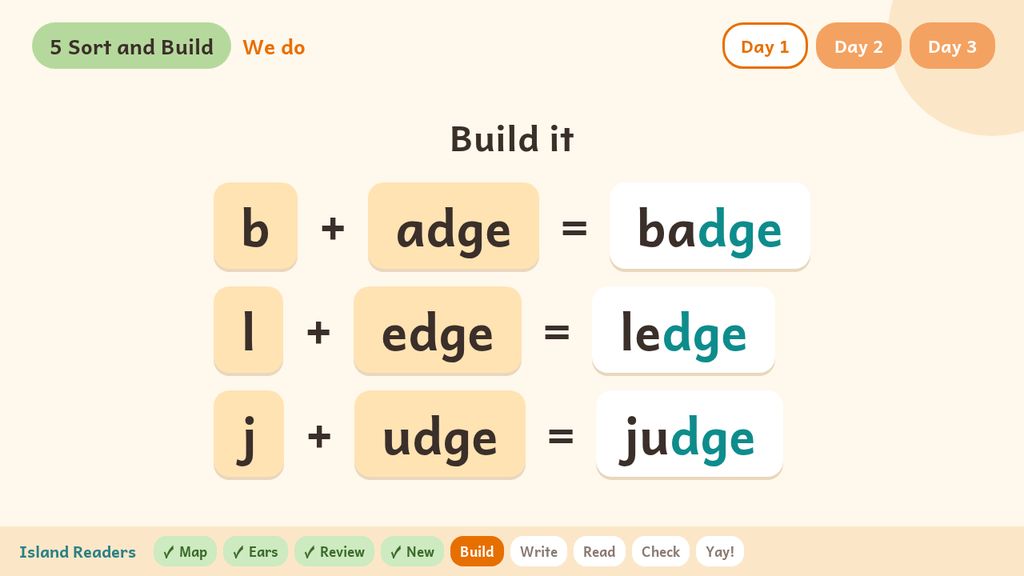 5 Sort and Build We do Day 1 Day 2 Day 3
Build it
b + adge = badge
l + edge = ledge
j + udge = judge
Island Readers ✓ Map ✓ Ears ✓ Review ✓ New Build Write Read Check Yay!